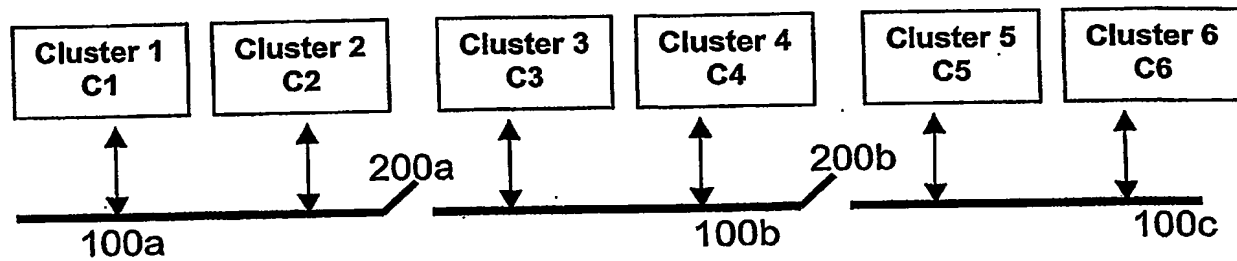 Cluster 1
C1
Cluster 2
C2
Cluster 3
C3
Cluster 4
C4
Cluster 5
C5
Cluster 6
C6
200a
200b
100a
100b
100c